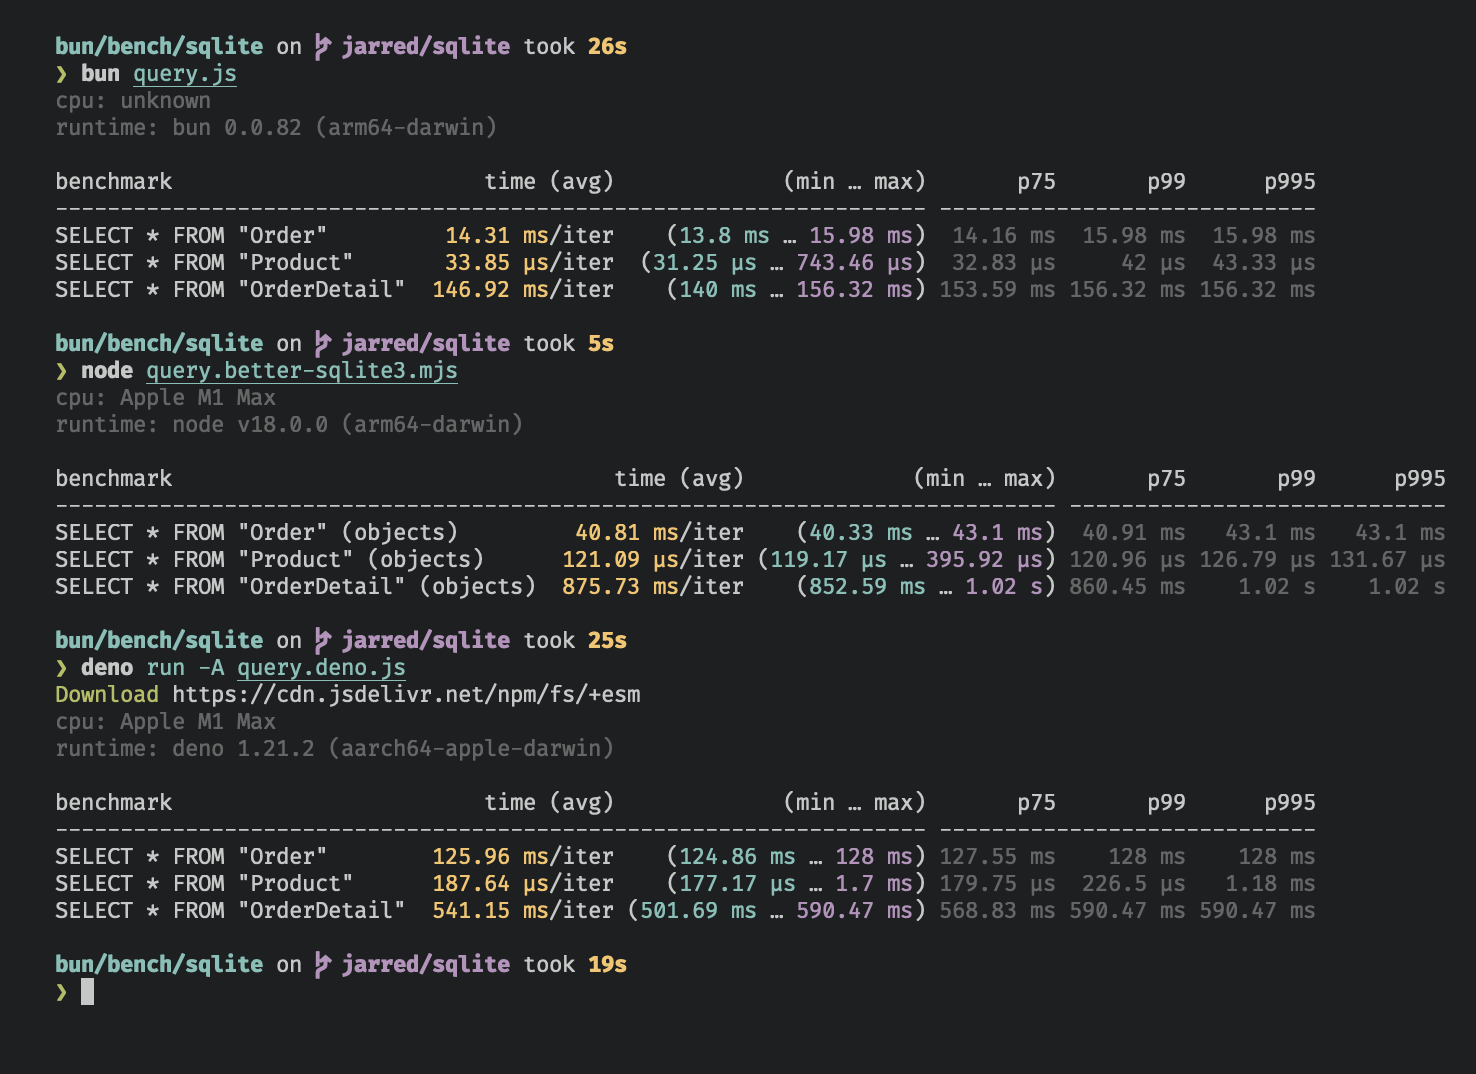 bun/bench/sqlite on jarred/sqlite took 26s
❯ bun query.js
cpu: unknown
runtime: bun 0.0.82 (arm64-darwin)
benchmark time (avg) (min … max) p75 p99 p995
------------------------------------------------------------------- -----------------------------
SELECT * FROM "Order" 14.31 ms/iter (13.8 ms … 15.98 ms) 14.16 ms 15.98 ms 15.98 ms
SELECT * FROM "Product" 33.85 µs/iter (31.25 µs … 743.46 µs) 32.83 µs 42 µs 43.33 µs
SELECT * FROM "OrderDetail" 146.92 ms/iter (140 ms … 156.32 ms) 153.59 ms 156.32 ms 156.32 ms
bun/bench/sqlite on jarred/sqlite took 5s
❯ node query.better-sqlite3.mjs
cpu: Apple M1 Max
runtime: node v18.0.0 (arm64-darwin)
benchmark time (avg) (min … max) p75 p99 p995
----------------------------------------------------------------------------- -----------------------------
SELECT * FROM "Order" (objects) 40.81 ms/iter (40.33 ms … 43.1 ms) 40.91 ms 43.1 ms 43.1 ms
SELECT * FROM "Product" (objects) 121.09 µs/iter (119.17 µs … 395.92 µs) 120.96 µs 126.79 µs 131.67 µs
SELECT * FROM "OrderDetail" (objects) 875.73 ms/iter (852.59 ms … 1.02 s) 860.45 ms 1.02 s 1.02 s
bun/bench/sqlite on jarred/sqlite took 25s
❯ deno run -A query.deno.js
Download https://cdn.jsdelivr.net/npm/fs/+esm
cpu: Apple M1 Max
runtime: deno 1.21.2 (aarch64-apple-darwin)
benchmark time (avg) (min … max) p75 p99 p995
------------------------------------------------------------------- -----------------------------
SELECT * FROM "Order" 125.96 ms/iter (124.86 ms … 128 ms) 127.55 ms 128 ms 128 ms
SELECT * FROM "Product" 187.64 µs/iter (177.17 µs … 1.7 ms) 179.75 µs 226.5 µs 1.18 ms
SELECT * FROM "OrderDetail" 541.15 ms/iter (501.69 ms … 590.47 ms) 568.83 ms 590.47 ms 590.47 ms
bun/bench/sqlite on jarred/sqlite took 19s
❯